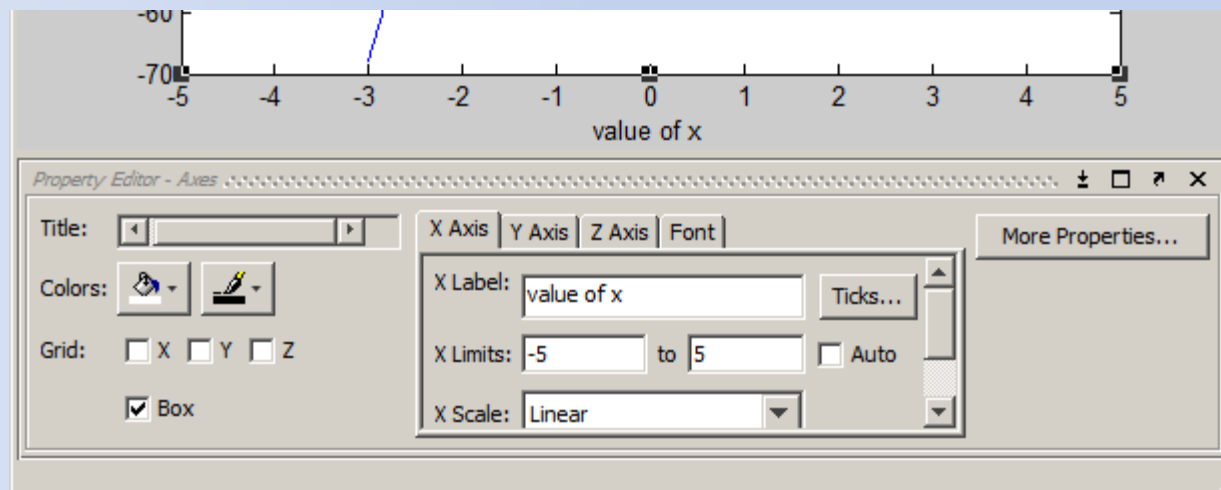 -60
-70
-5 -4 -3 -2 -1 0 1 2 3 4 5
value of x
Property Editor - Axes
Title:
X Axis Y Axis Z Axis Font
More Properties...
Colors:
X Label: value of x Ticks...
Grid: X Y Z
X Limits: -5 to 5 Auto
Box
X Scale: Linear